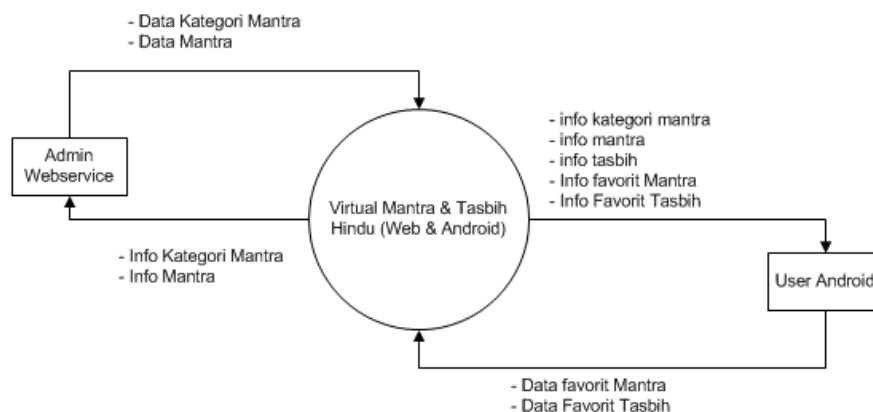 - Data Kategori Mantra
- Data Mantra
Admin
Webservice
Virtual Mantra & Tasbih
Hindu (Web & Android)
- info kategori mantra
- info mantra
- info tasbih
- Info favorit Mantra
- Info Favorit Tasbih
- Info Kategori Mantra
- Info Mantra
User Android
- Data favorit Mantra
- Data Favorit Tasbih